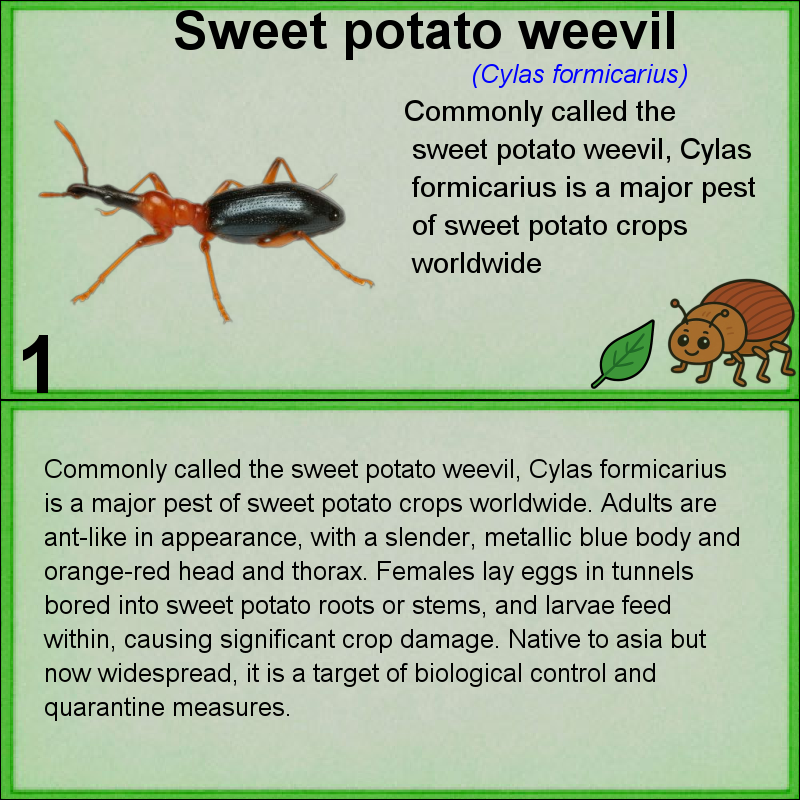 Sweet potato weevil
(Cylas formicarius)
Commonly called the
sweet potato weevil, Cylas
formicarius is a major pest
of sweet potato crops
worldwide
1
Commonly called the sweet potato weevil, Cylas formicarius
is a major pest of sweet potato crops worldwide. Adults are
ant-like in appearance, with a slender, metallic blue body and
orange-red head and thorax. Females lay eggs in tunnels
bored into sweet potato roots or stems, and larvae feed
within, causing significant crop damage. Native to asia but
now widespread, it is a target of biological control and
quarantine measures.